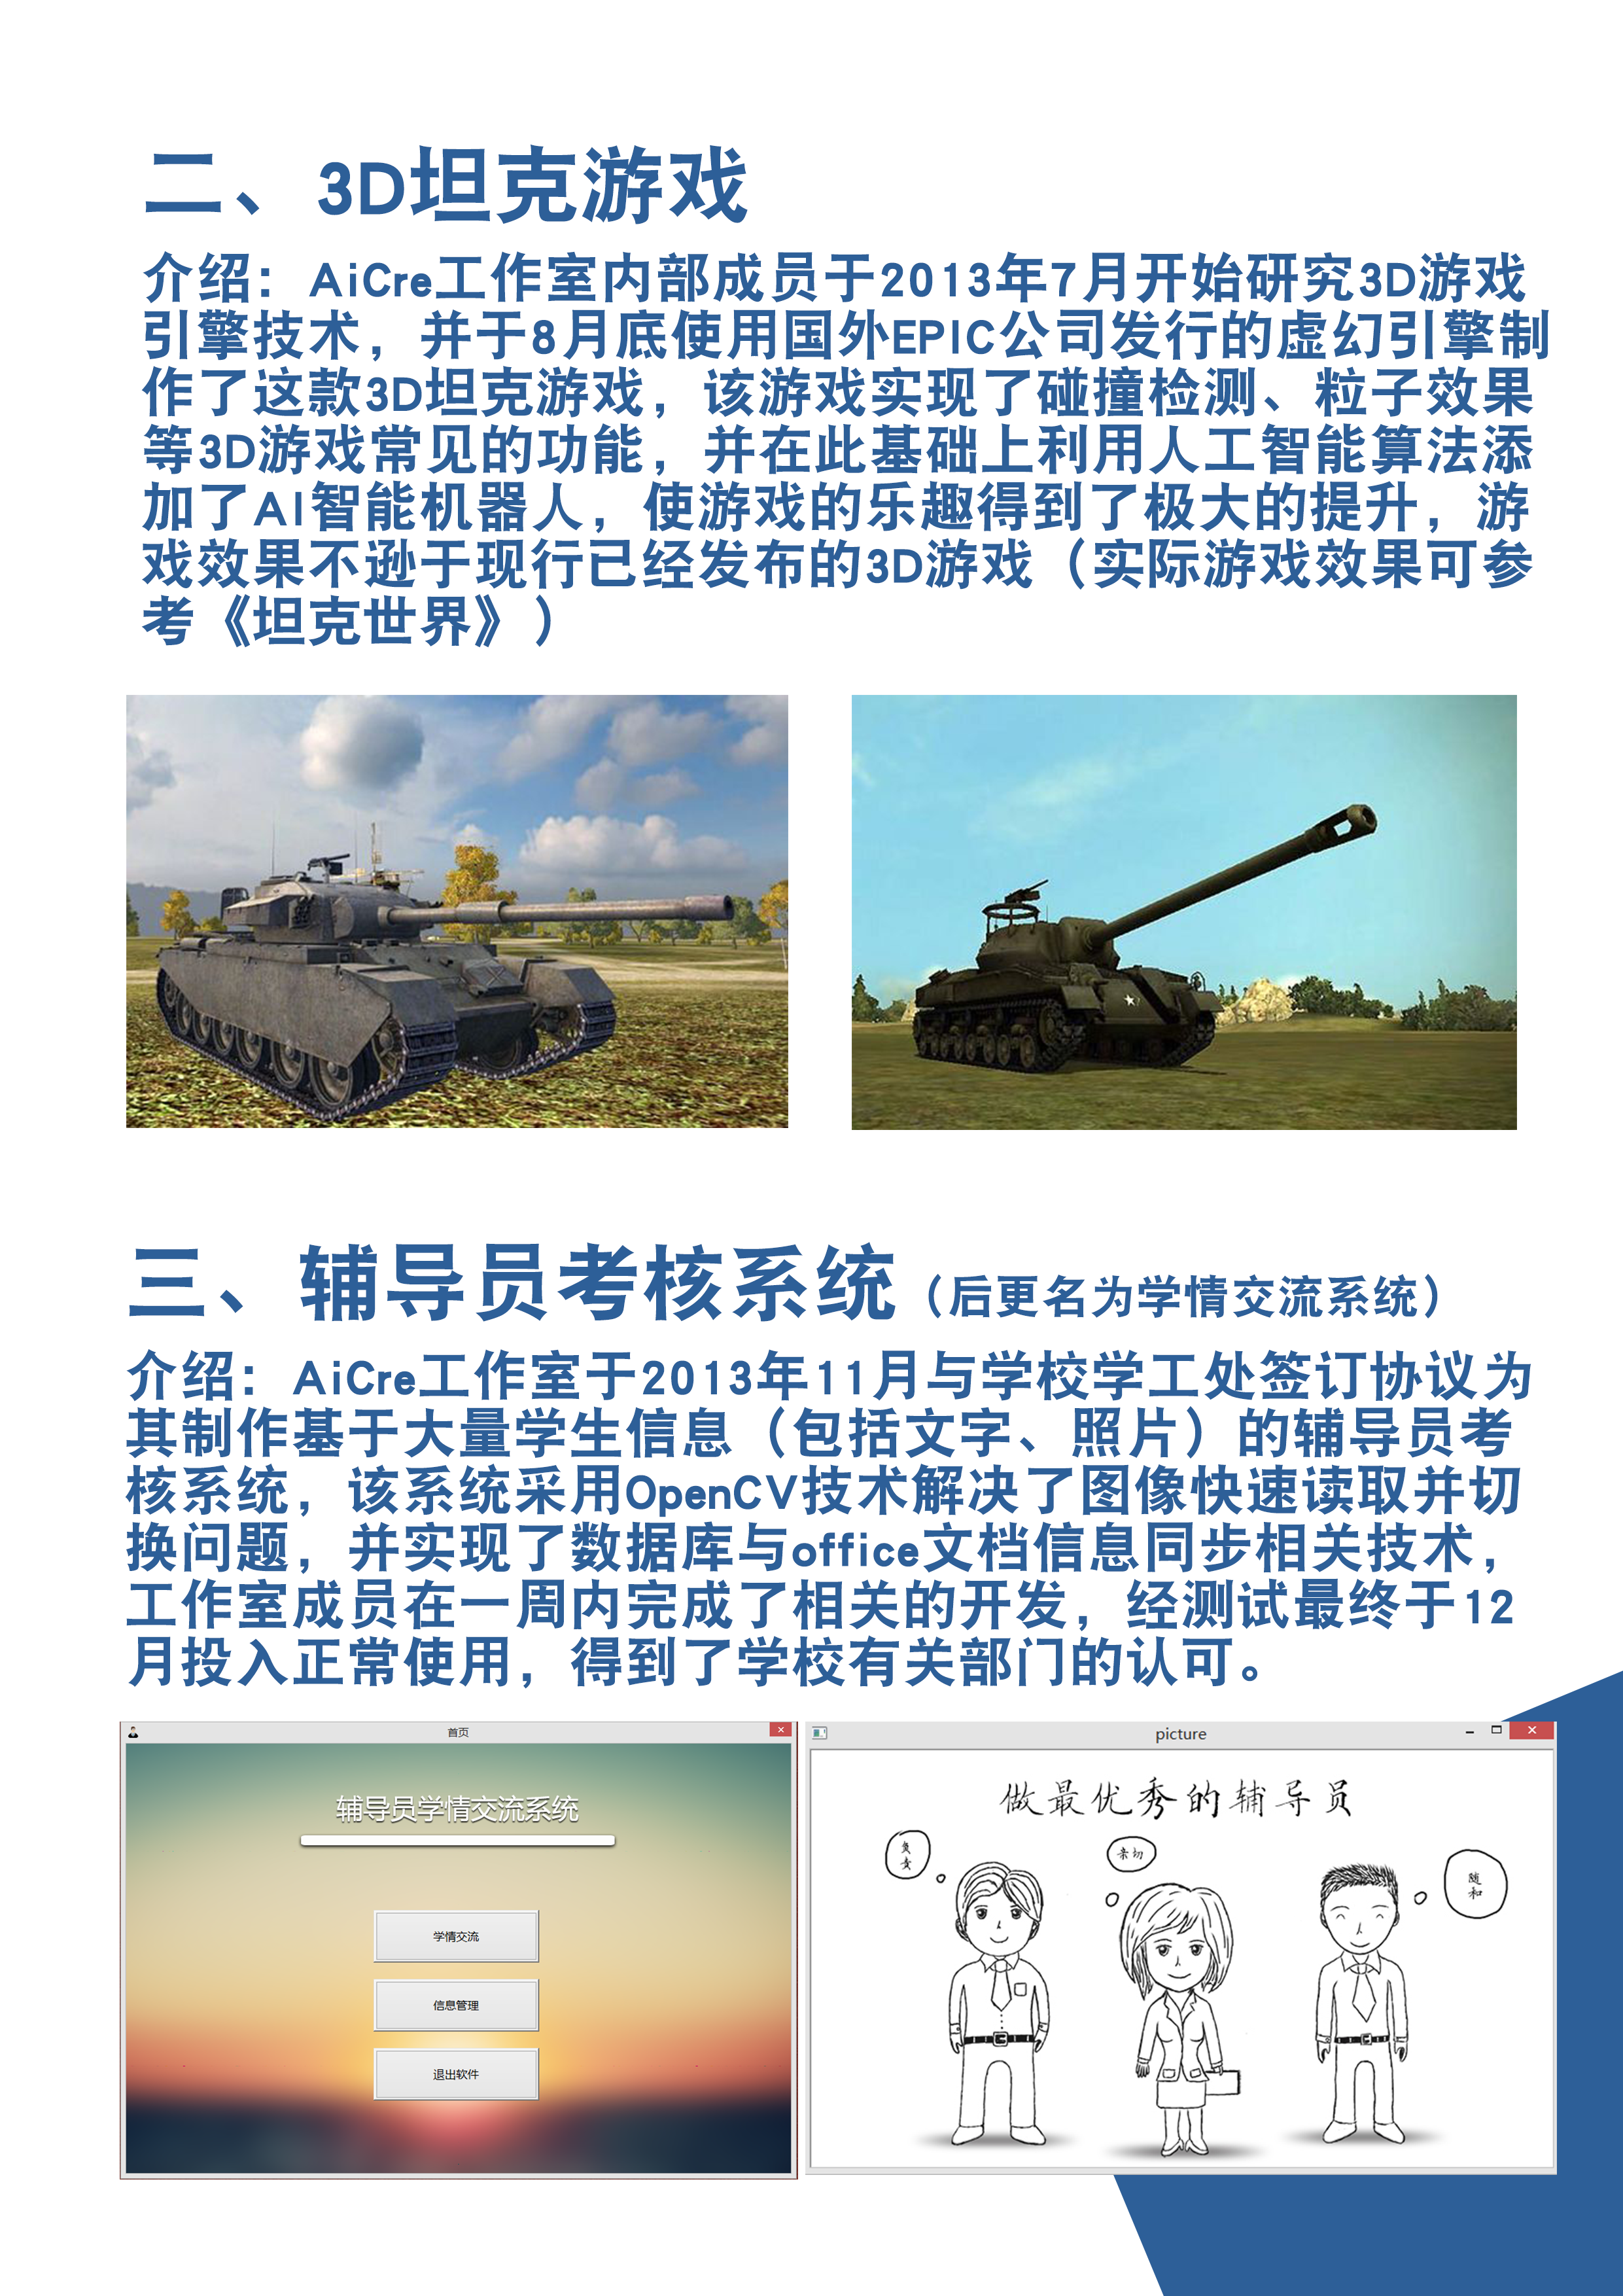 二、3D坦克游戏
介绍：AiCre工作室内部成员于2013年7月开始研究3D游戏
引擎技术，并于8月底使用国外EPIC公司发行的虚幻引擎制
作了这款3D坦克游戏，该游戏实现了碰撞检测、粒子效果
等3D游戏常见的功能，并在此基础上利用人工智能算法添
加了AI智能机器人，使游戏的乐趣得到了极大的提升，游
戏效果不逊于现行已经发布的3D游戏（实际游戏效果可参
考《坦克世界》）
三、辅导员考核系统（后更名为学情交流系统）
介绍：AiCre工作室于2013年11月与学校学工处签订协议为
其制作基于大量学生信息（包括文字、照片）的辅导员考
核系统，该系统采用OpenCV技术解决了图像快速读取并切
换问题，并实现了数据库与office文档信息同步相关技术，
工作室成员在一周内完成了相关的开发，经测试最终于12
月投入正常使用，得到了学校有关部门的认可。
首页
辅导员学情交流系统
学情交流
信息管理
退出软件
picture
做最优秀的辅导员
负责
亲切
随和